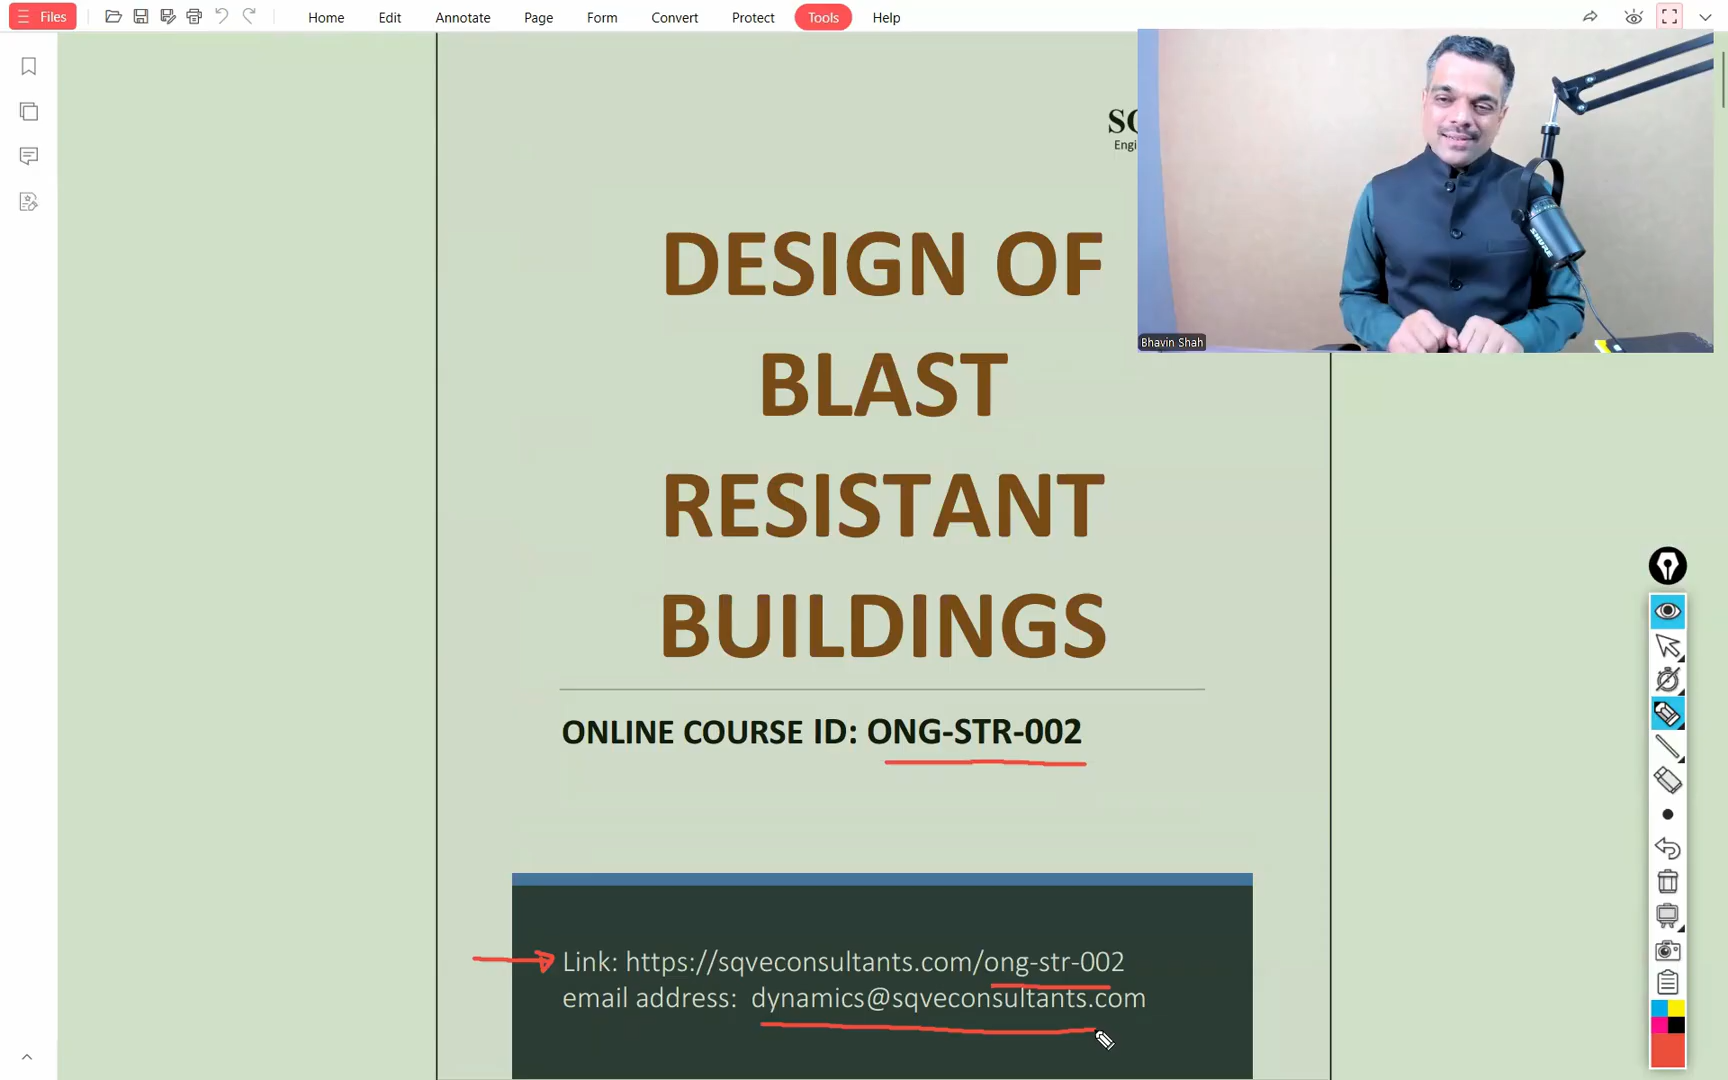 Files
Home Edit Annotate Page Form Convert Protect Tools Help
DESIGN OF
BLAST
RESISTANT
BUILDINGS
ONLINE COURSE ID: ONG-STR-002
Link: https://sqveconsultants.com/ong-str-002
email address: dynamics@sqveconsultants.com
SHURE
Bhavin Shah